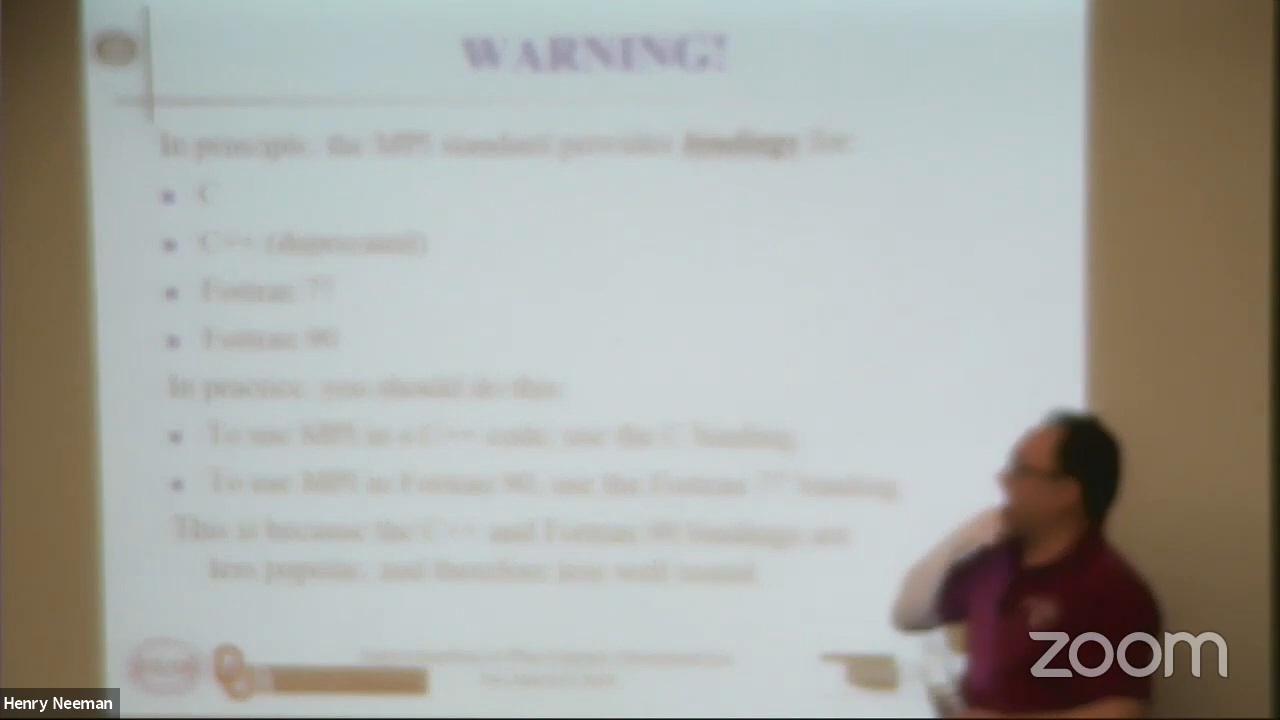 WARNING!
In principle, the MPI standard provides bindings for:
C
C++ (deprecated)
Fortran 77
Fortran 90
In practice, you should do this:
To use MPI in a C++ code, use the C binding.
To use MPI in Fortran 90, use the Fortran 77 binding.
This is because the C++ and Fortran 90 bindings are
less popular, and therefore less well tested.
zoom
Henry Neeman